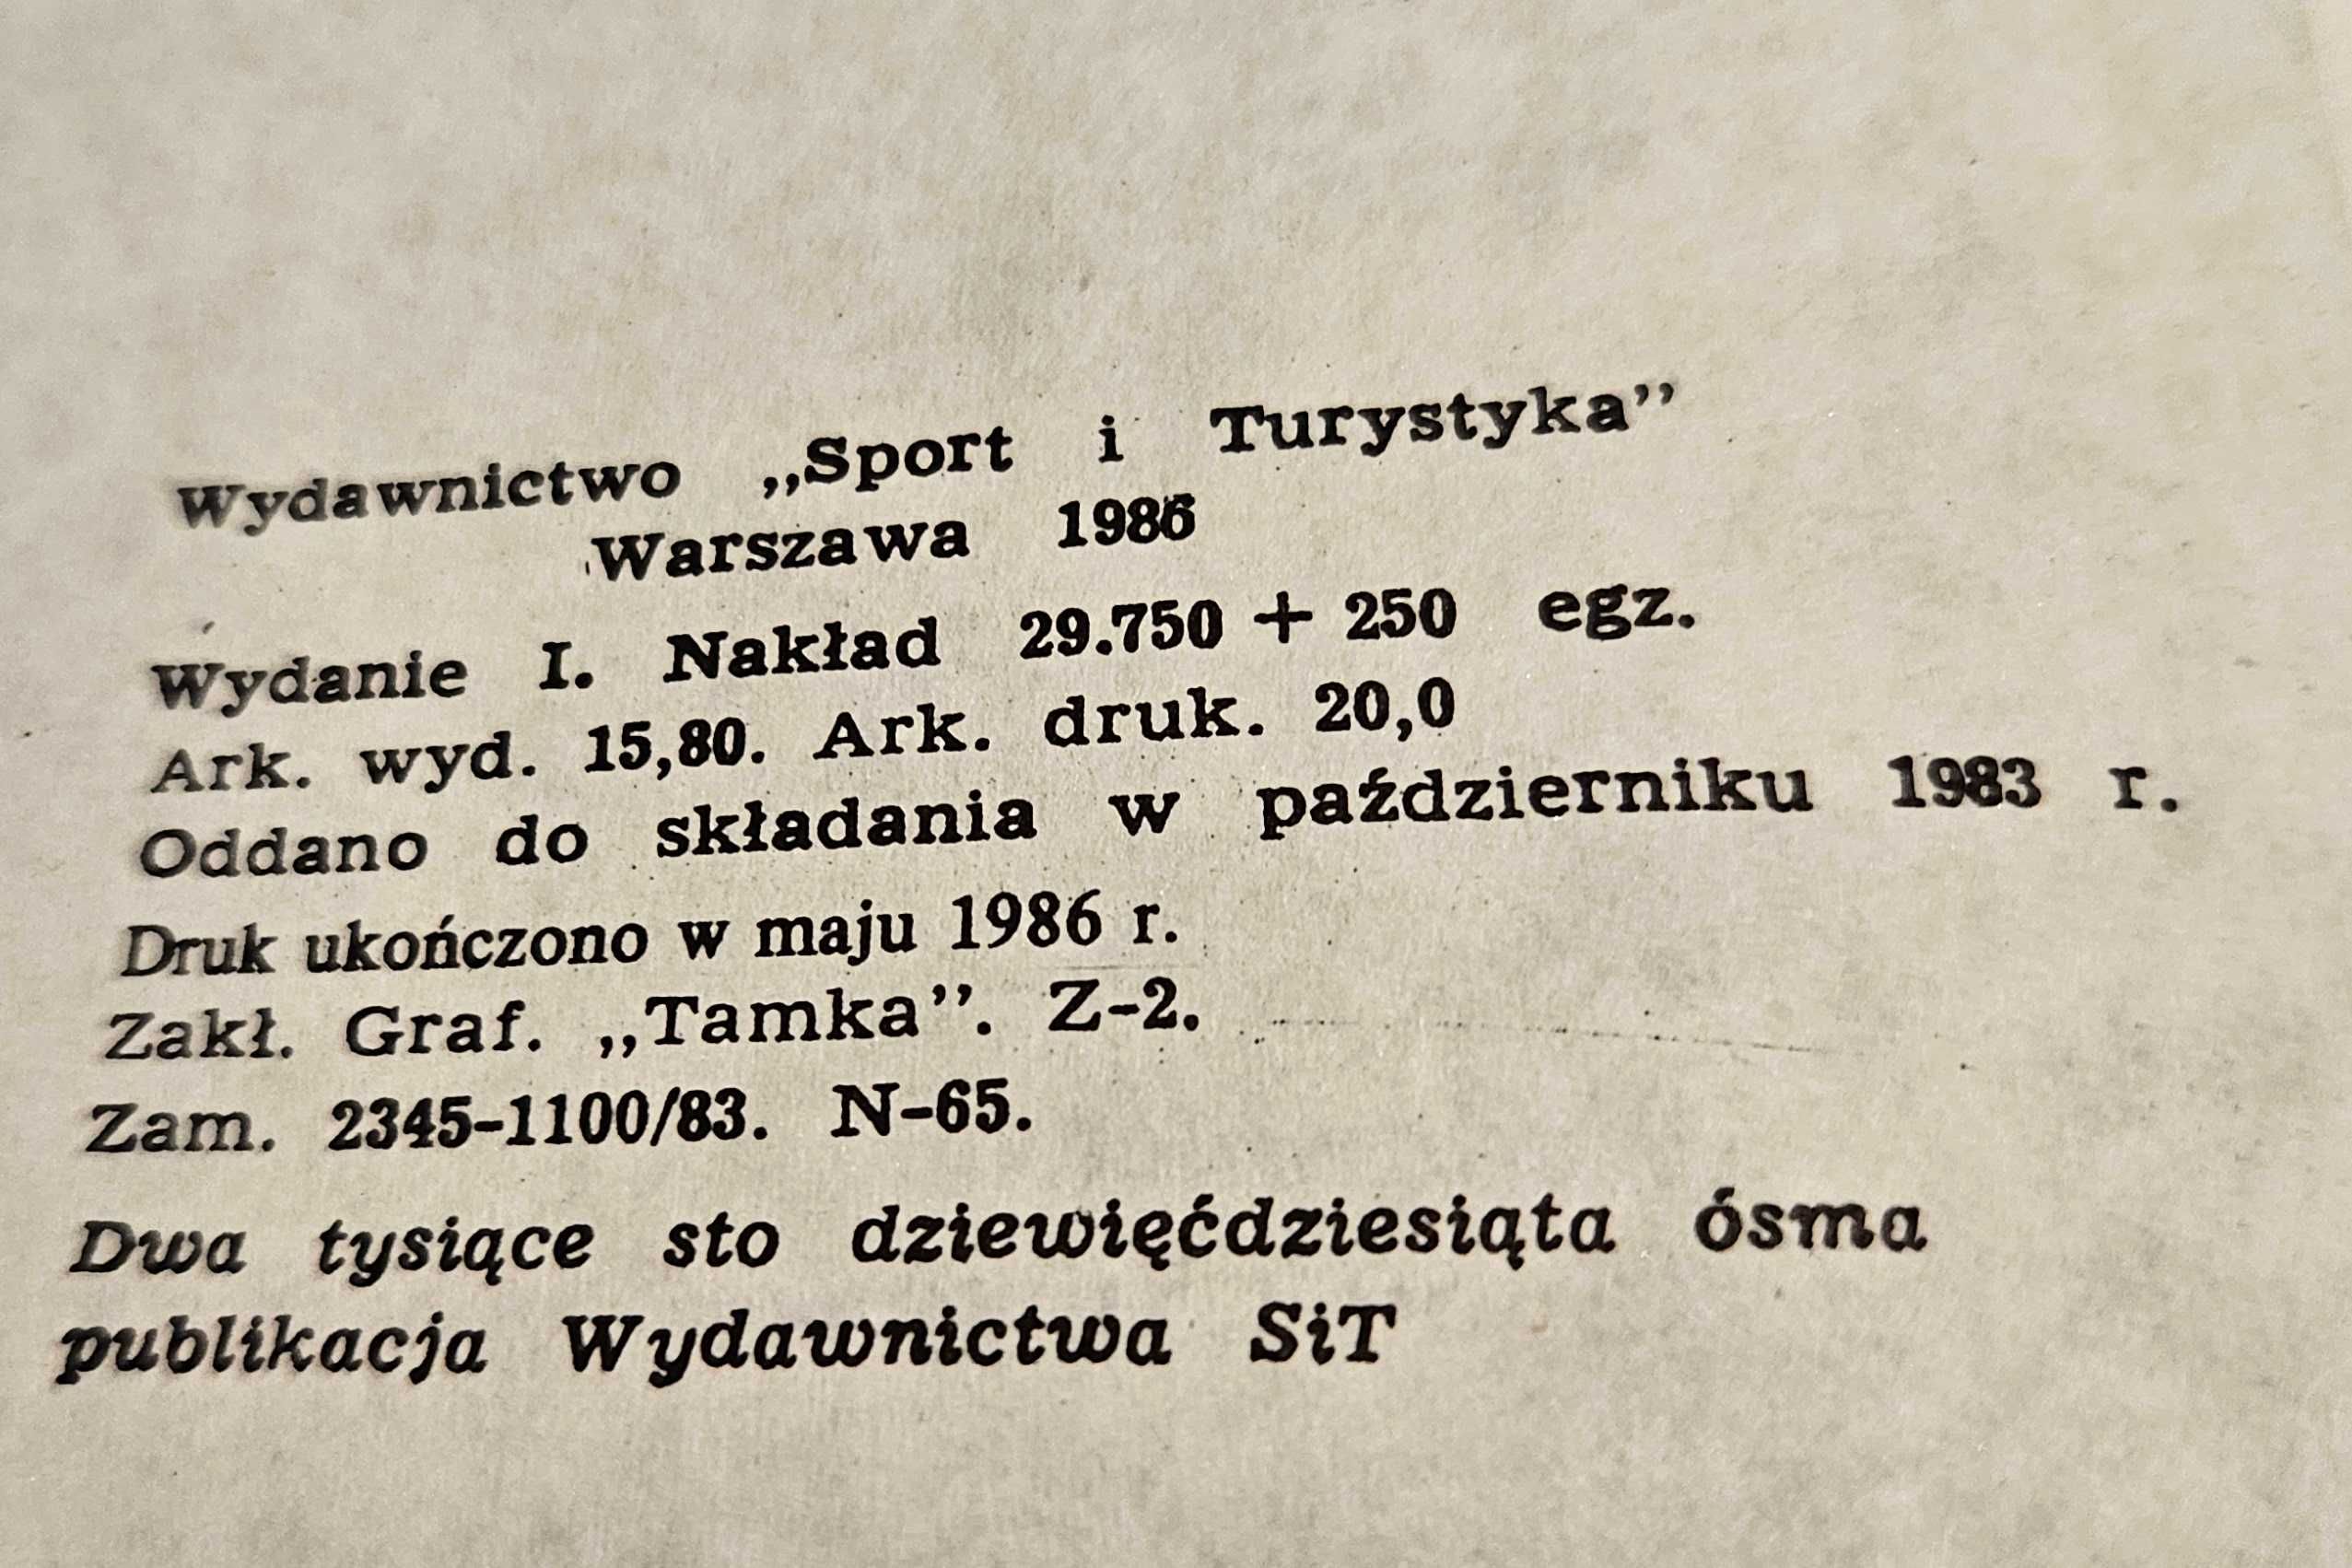 Wydawnictwo „Sport i Turystyka”
Warszawa 1986
Wydanie I. Nakład 29.750 + 250 egz.
Ark. wyd. 15,80. Ark. druk. 20,0
Oddano do składania w październiku 1983 r.
Druk ukończono w maju 1986 r.
Zakł. Graf. „Tamka”. Z-2.
Zam. 2345-1100/83. N-65.
Dwa tysiące sto dziewięćdziesiąta ósma
publikacja Wydawnictwa SiT